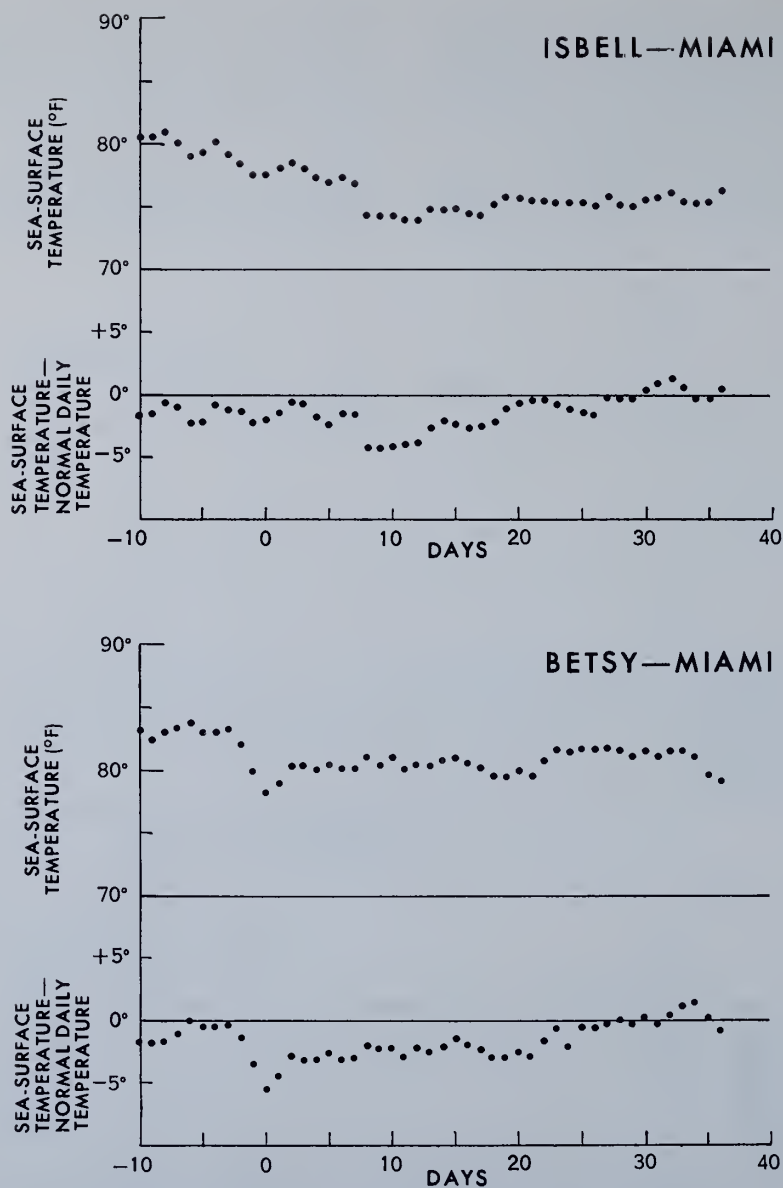 ISBELL—MIAMI
90°
80°
70°
SEA-SURFACE
TEMPERATURE (°F)
+5°
0°
−5°
SEA-SURFACE
TEMPERATURE—
NORMAL DAILY
TEMPERATURE
−10 0 10 20 30 40
DAYS
BETSY—MIAMI
90°
80°
70°
SEA-SURFACE
TEMPERATURE (°F)
+5°
0°
−5°
SEA-SURFACE
TEMPERATURE—
NORMAL DAILY
TEMPERATURE
−10 0 10 20 30 40
DAYS